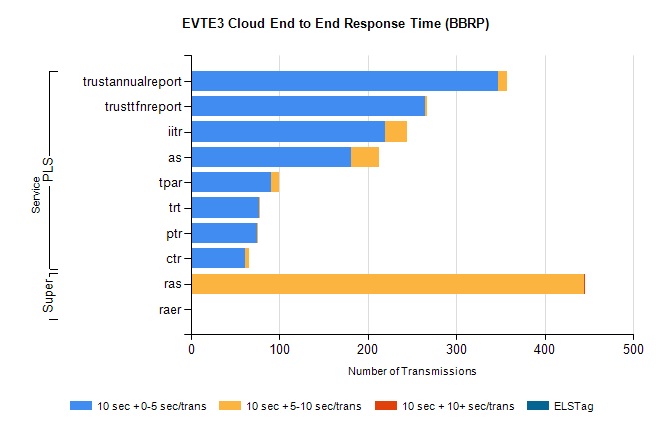 EVTE3 Cloud End to End Response Time (BBRP)
Service
PLS
trustannualreport
trusttfnreport
iitr
as
tpar
trt
ptr
ctr
Super
ras
raer
0 100 200 300 400 500
Number of Transmissions
10 sec +0-5 sec/trans 10 sec +5-10 sec/trans 10 sec + 10+ sec/trans ELSTag